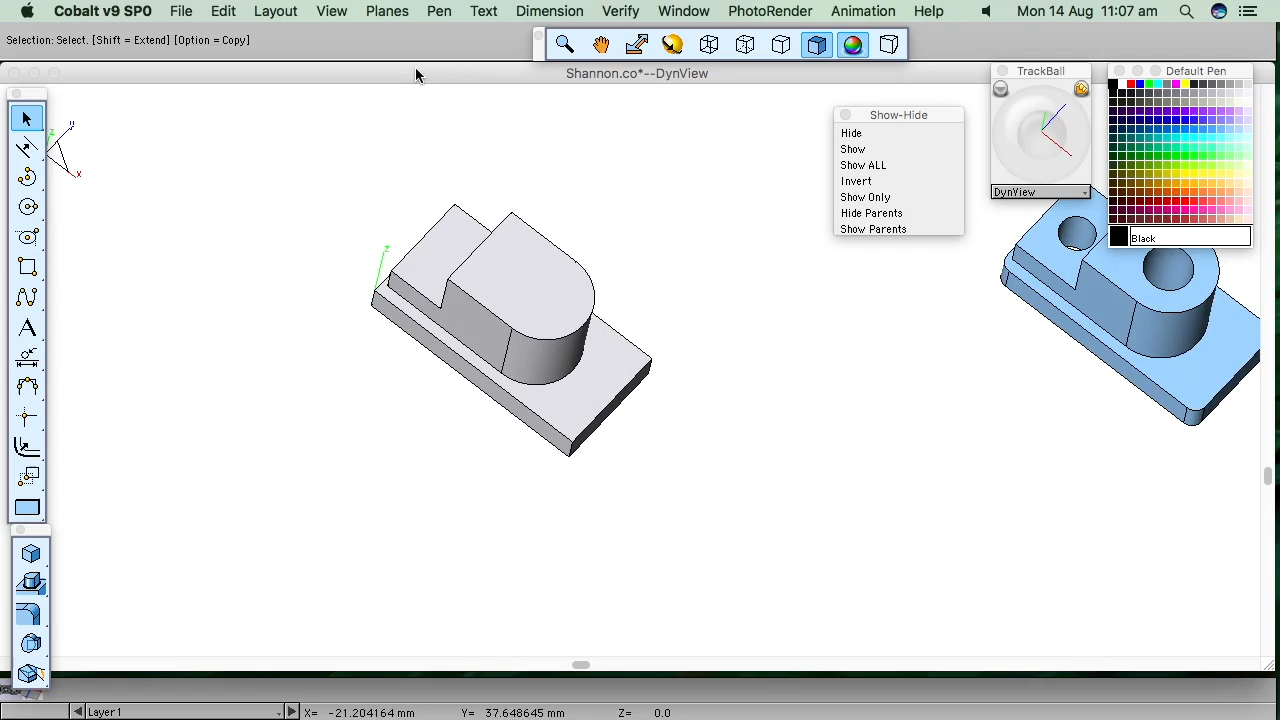 Cobalt v9 SP0 File Edit Layout View Planes Pen Text Dimension Verify Window PhotoRender Animation Help Mon 14 Aug 11:07 am
Selection: Select. [Shift = Extend] [Option = Copy]
Shannon.co*--DynView
TrackBall
Default Pen
Show-Hide
Hide
Show
Show ALL
Invert
Show Only
Hide Parents
Show Parents
DynView
Black
z
y
x
z
A
Layer1
X= -21.204164 mm
Y= 37.648645 mm
Z= 0.0